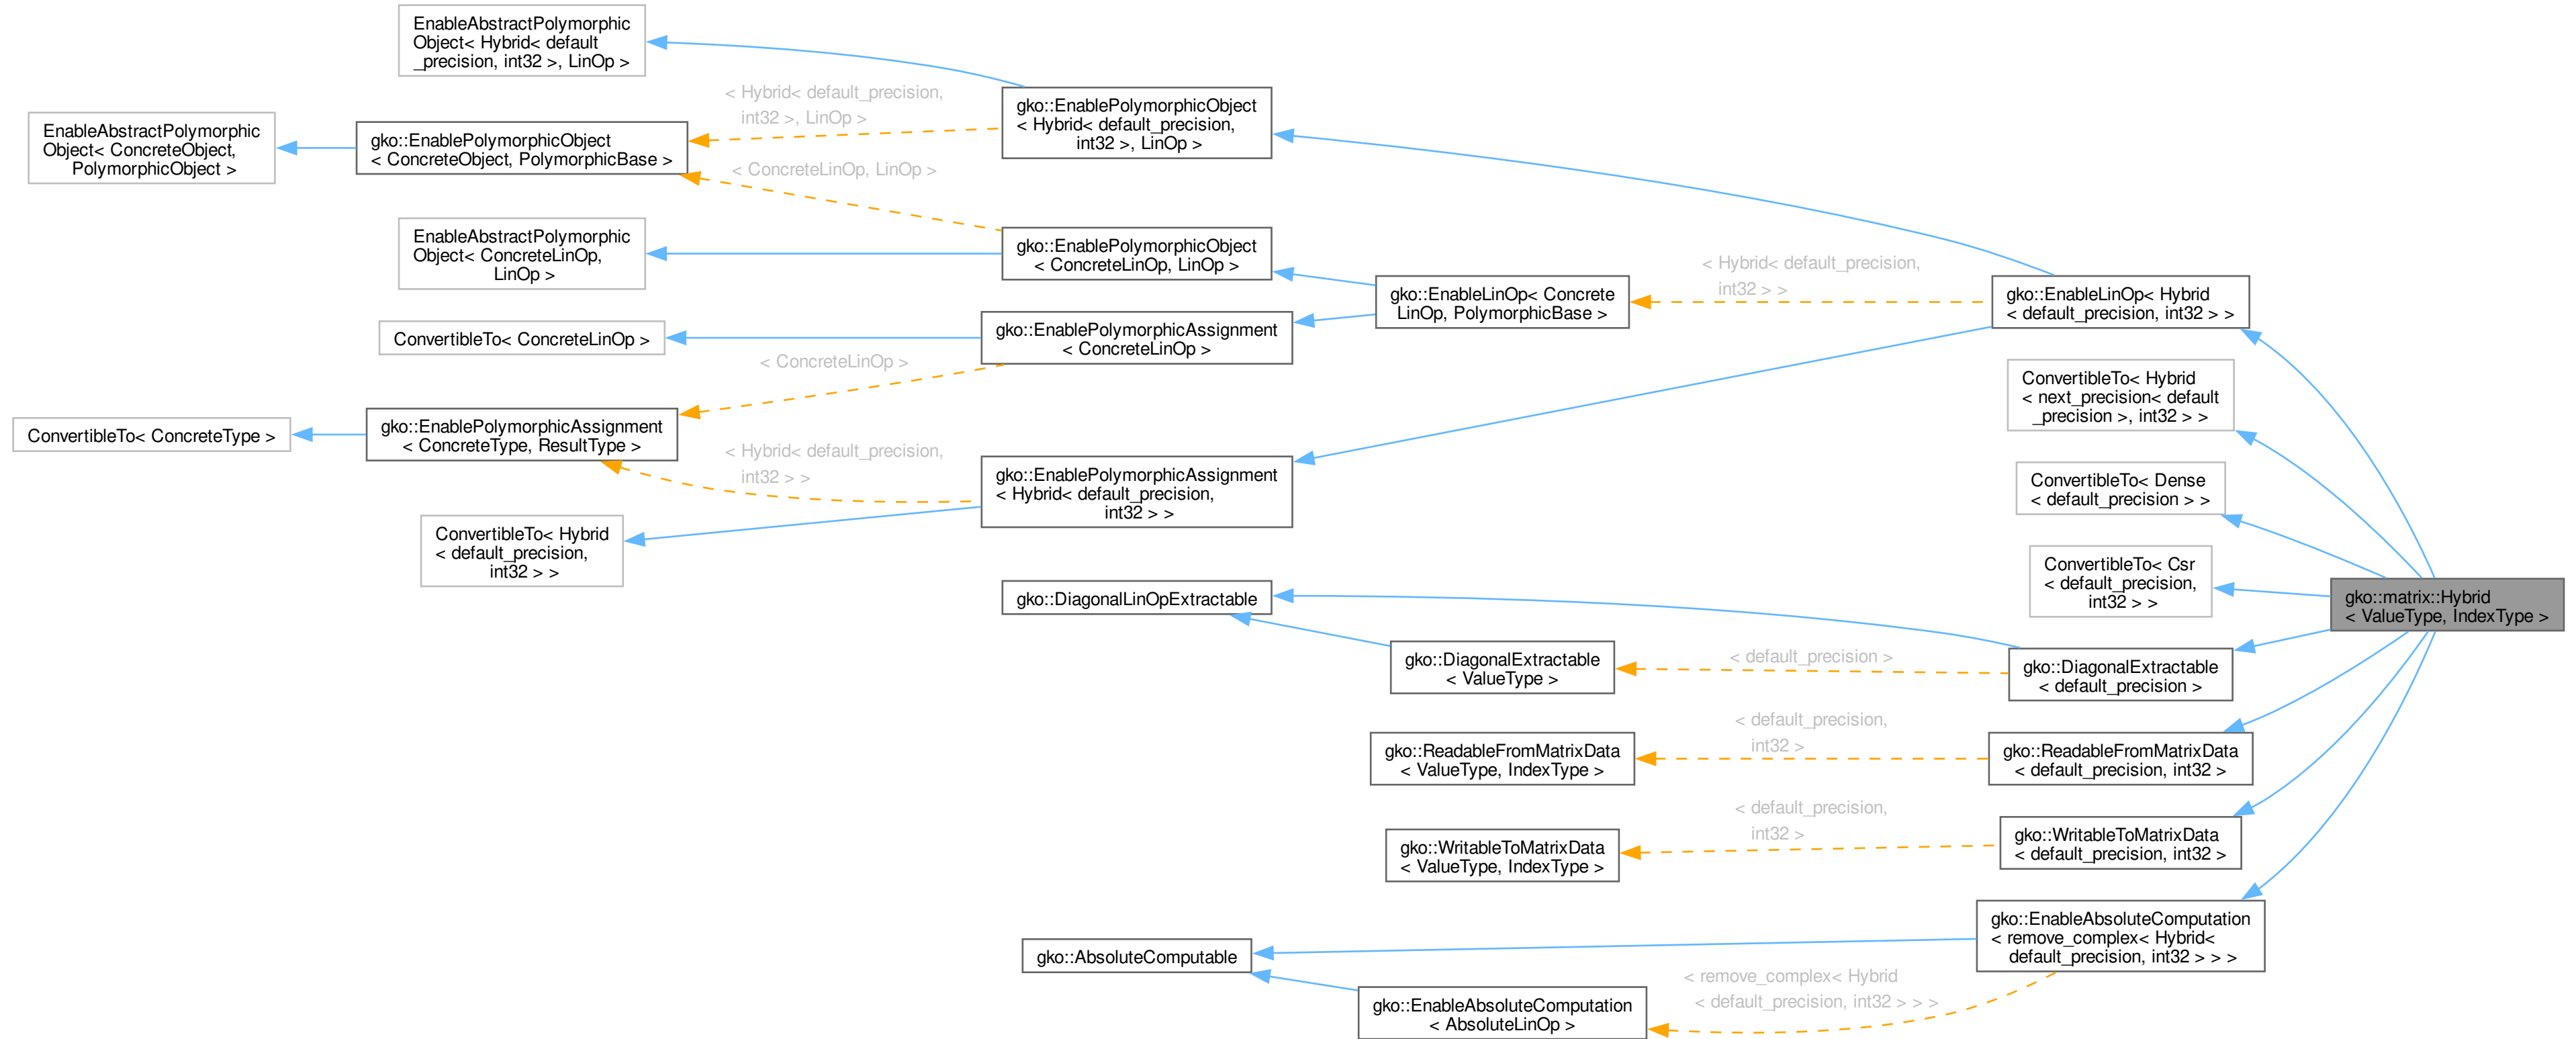 EnableAbstractPolymorphic
Object< Hybrid< default
_precision, int32 >, LinOp >
EnableAbstractPolymorphic
Object< ConcreteObject,
PolymorphicObject >
gko::EnablePolymorphicObject
< ConcreteObject, PolymorphicBase >
< Hybrid< default_precision,
int32 >, LinOp >
gko::EnablePolymorphicObject
< Hybrid< default_precision,
int32 >, LinOp >
< ConcreteLinOp, LinOp >
EnableAbstractPolymorphic
Object< ConcreteLinOp,
LinOp >
gko::EnablePolymorphicObject
< ConcreteLinOp, LinOp >
gko::EnableLinOp< Concrete
LinOp, PolymorphicBase >
< Hybrid< default_precision,
int32 > >
gko::EnableLinOp< Hybrid
< default_precision, int32 > >
ConvertibleTo< ConcreteLinOp >
gko::EnablePolymorphicAssignment
< ConcreteLinOp >
< ConcreteLinOp >
ConvertibleTo< Hybrid
< next_precision< default
_precision >, int32 > >
ConvertibleTo< ConcreteType >
gko::EnablePolymorphicAssignment
< ConcreteType, ResultType >
< Hybrid< default_precision,
int32 > >
gko::EnablePolymorphicAssignment
< Hybrid< default_precision,
int32 > >
ConvertibleTo< Dense
< default_precision > >
ConvertibleTo< Hybrid
< default_precision,
int32 > >
ConvertibleTo< Csr
< default_precision,
int32 > >
gko::matrix::Hybrid
< ValueType, IndexType >
gko::DiagonalLinOpExtractable
gko::DiagonalExtractable
< ValueType >
< default_precision >
gko::DiagonalExtractable
< default_precision >
gko::ReadableFromMatrixData
< ValueType, IndexType >
< default_precision,
int32 >
gko::ReadableFromMatrixData
< default_precision, int32 >
gko::WritableToMatrixData
< ValueType, IndexType >
< default_precision,
int32 >
gko::WritableToMatrixData
< default_precision, int32 >
gko::AbsoluteComputable
gko::EnableAbsoluteComputation
< remove_complex< Hybrid<
default_precision, int32 > > >
gko::EnableAbsoluteComputation
< AbsoluteLinOp >
< remove_complex< Hybrid
< default_precision, int32 > > >